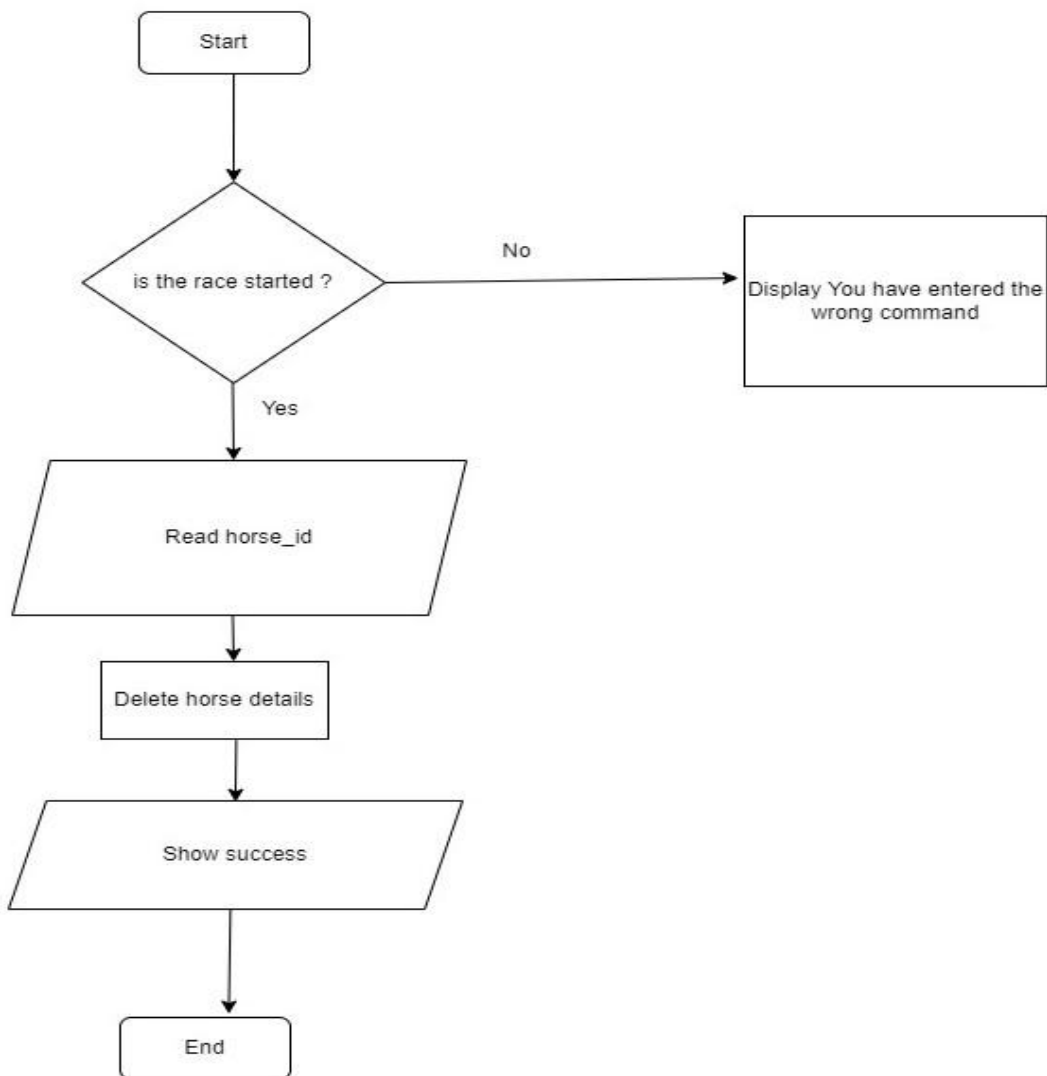 Start
is the race started ?
No
Display You have entered the
wrong command
Yes
Read horse_id
Delete horse details
Show success
End